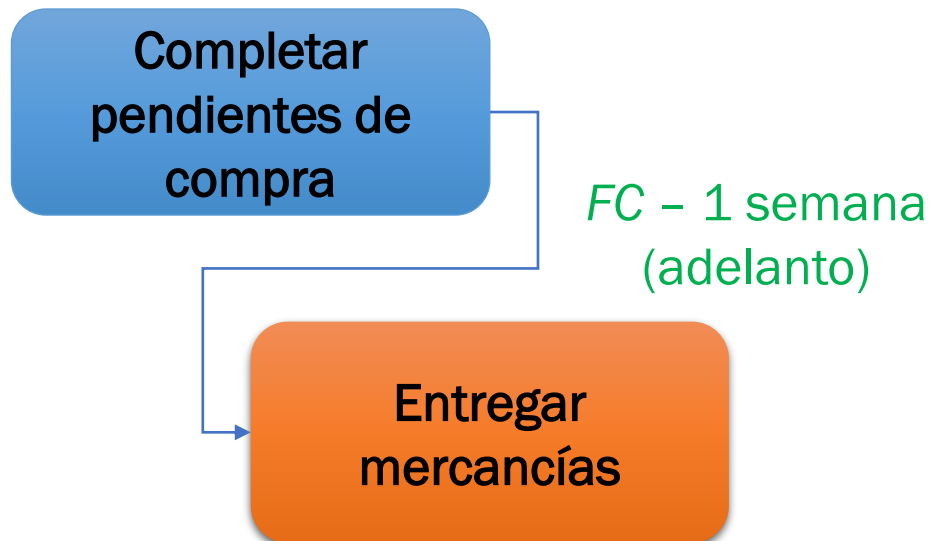 Completar
pendientes de
compra
FC – 1 semana
(adelanto)
Entregar
mercancías